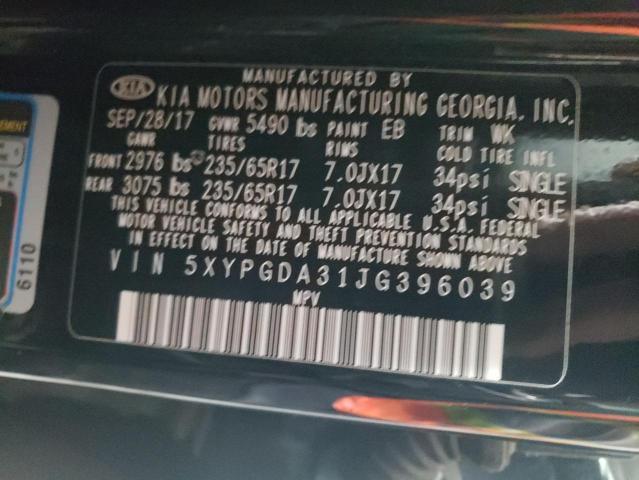 MANUFACTURED BY
KIA KIA MOTORS MANUFACTURING GEORGIA, INC.
SEP/28/17 GVWR 5490 lbs PAINT EB TRIM WK
GAWR TIRES RIMS COLD TIRE INFL
FRONT 2976 lbs 235/65R17 7.0JX17 34psi SINGLE
REAR 3075 lbs 235/65R17 7.0JX17 34psi SINGLE
THIS VEHICLE CONFORMS TO ALL APPLICABLE U.S.A. FEDERAL
MOTOR VEHICLE SAFETY AND THEFT PREVENTION STANDARDS
IN EFFECT ON THE DATE OF MANUFACTURE SHOWN ABOVE
VIN 5XYPGDA31JG396039
MPV
6110